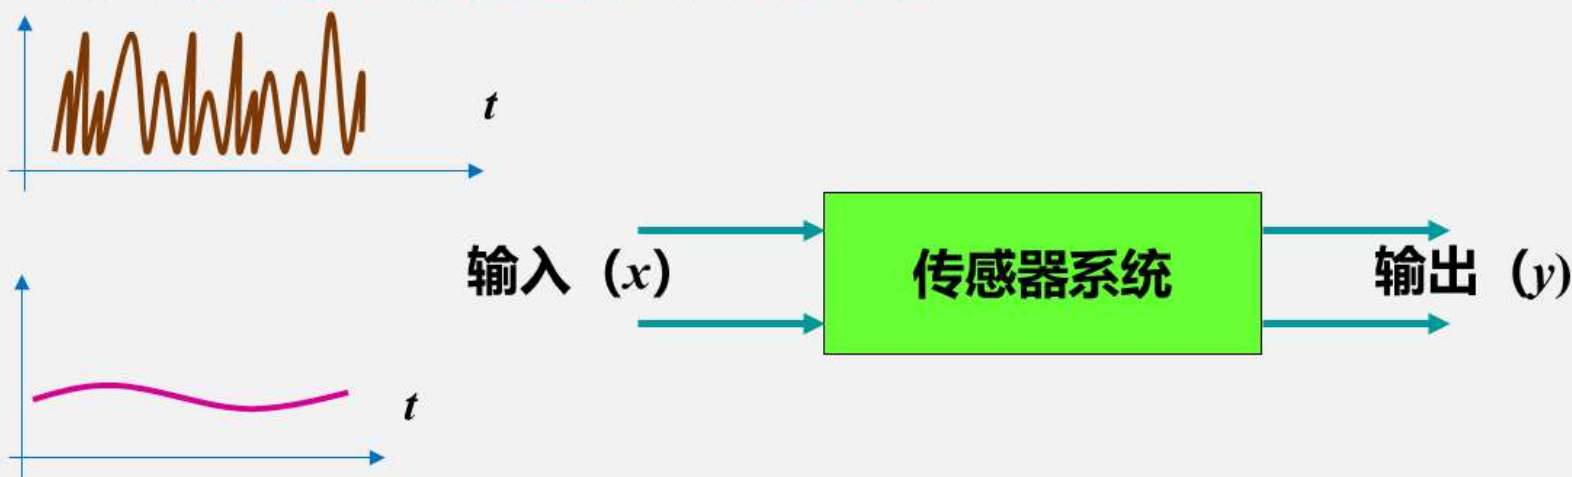 t
输入（x）
传感器系统
输出（y)
t